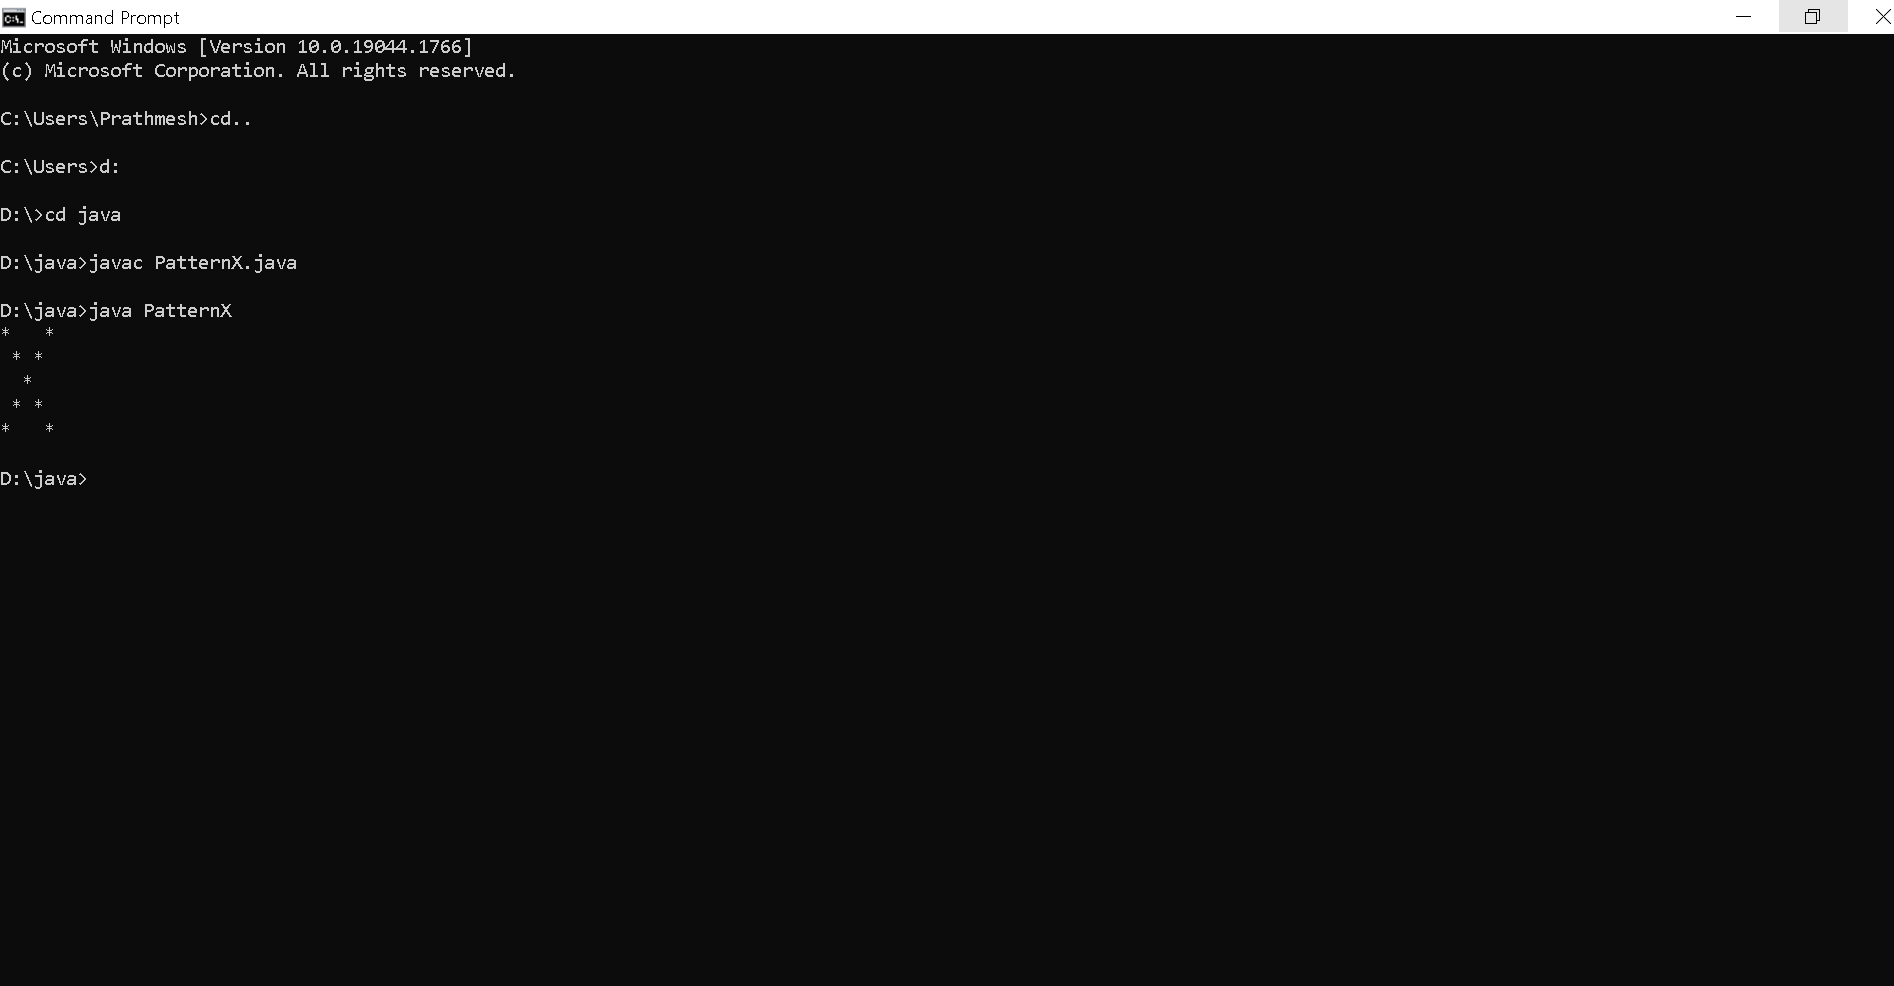 Command Prompt
Microsoft Windows [Version 10.0.19044.1766]
(c) Microsoft Corporation. All rights reserved.
C:\Users\Prathmesh>cd..
C:\Users>d:
D:\>cd java
D:\java>javac PatternX.java
D:\java>java PatternX
*   *
 * *
  *
 * *
*   *
D:\java>